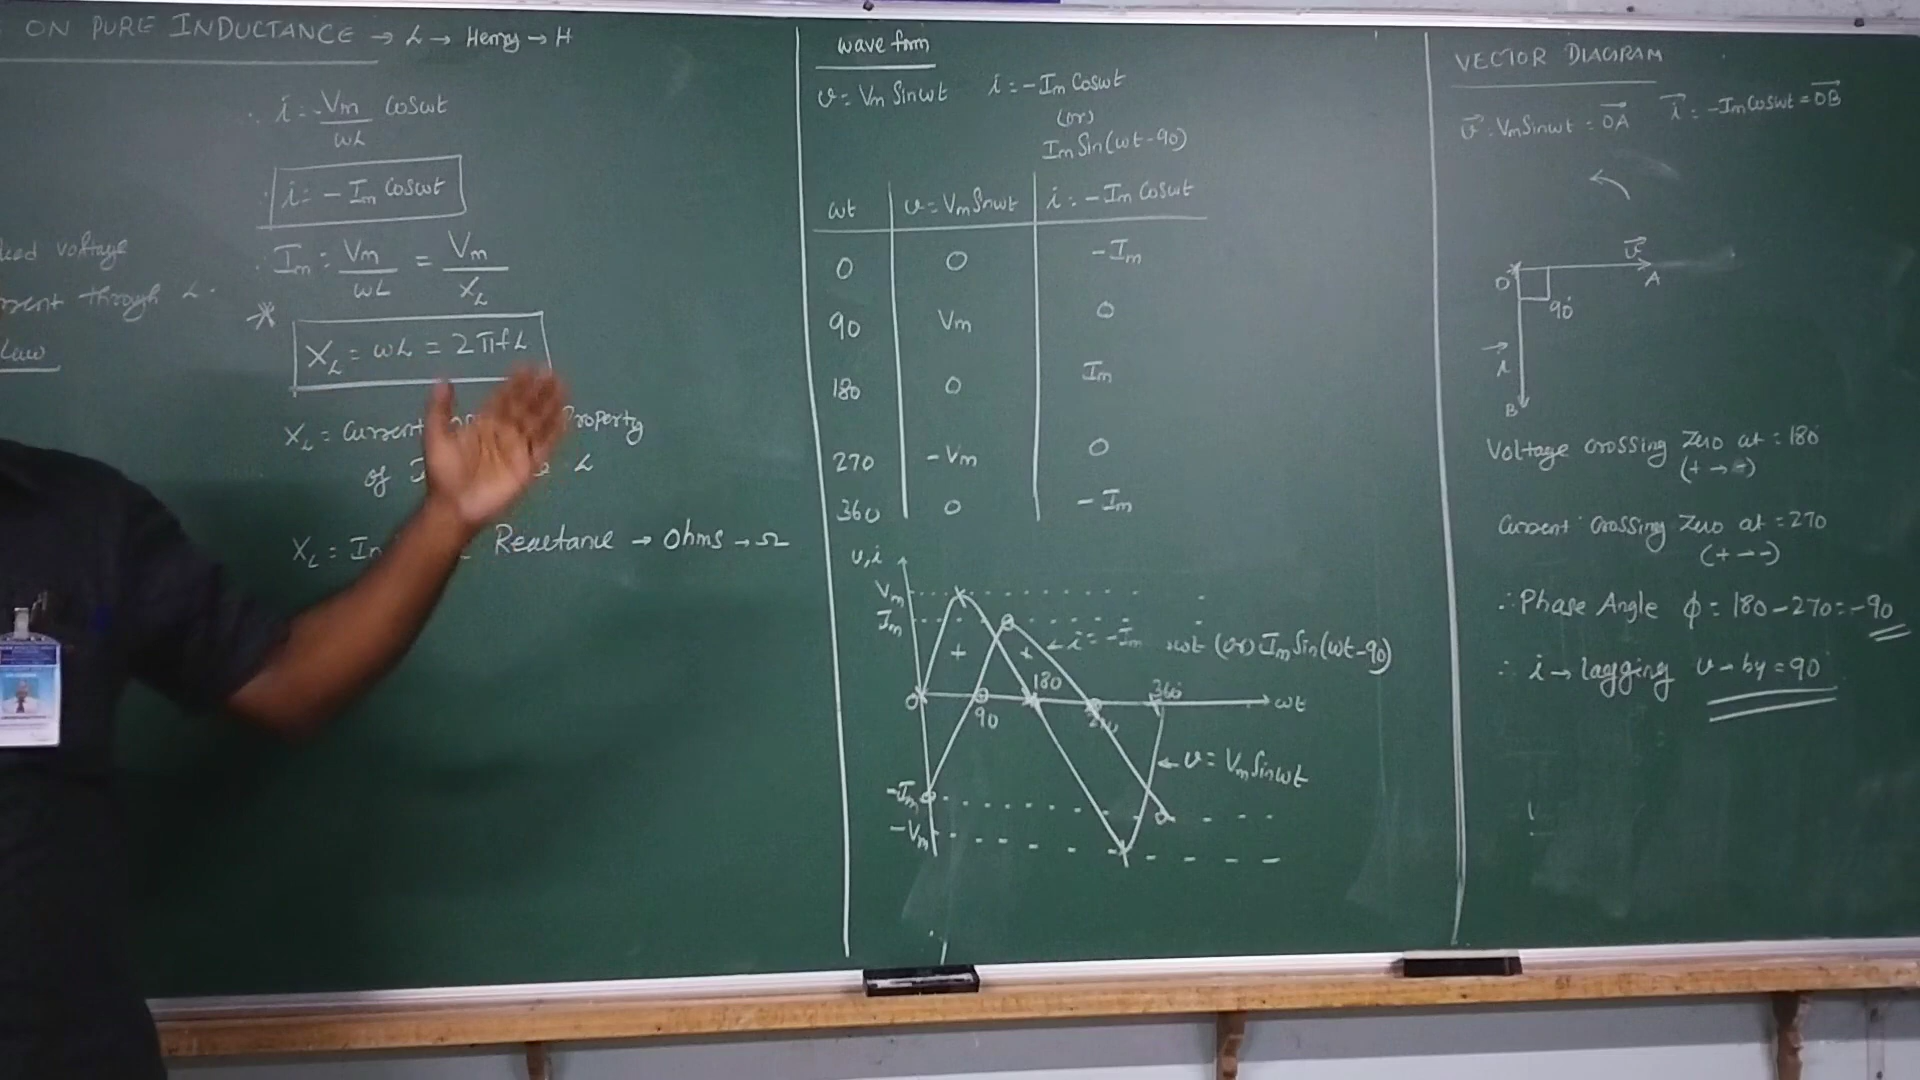 ON PURE INDUCTANCE → L → Henry → H
∴ i = -Vm/ωL Cosωt
∴ i = - Im Cosωt
∴ Im = Vm/ωL = Vm/XL
voltage
through L.
Law
* XL = ωL = 2πfL
XL = Current Property
of L
XL = Reactance → Ohms → Ω
wave form
v = Vm Sinωt i = -Im Cosωt
(or)
Im Sin(ωt-90)
ωt v = Vm Sinωt i = -Im Cosωt
0 0 -Im
90 Vm 0
180 0 Im
270 -Vm 0
360 0 -Im
v,i
Vm
Im
+ + ← i = -Im ωt (or) Im Sin(ωt-90)
0 90 180 270 360 → ωt
← v = Vm Sinωt
-Im
-Vm
VECTOR DIAGRAM
v = Vm Sinωt = OA i = -Im Cosωt = OB
v
O A
90
i
B
Voltage crossing zero at = 180
(+ → -)
Current crossing zero at = 270
(+ → -)
∴ Phase Angle ϕ = 180 - 270 = -90
∴ i → lagging v - by = 90